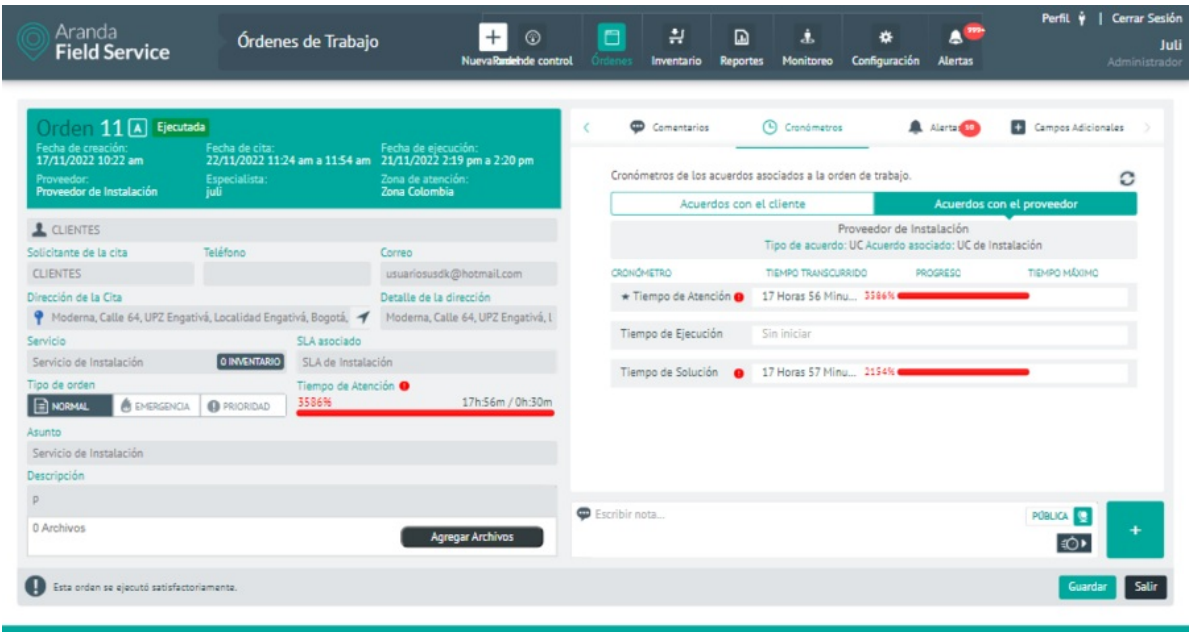 Aranda
Field Service
Órdenes de Trabajo
Órdenes
Inventario
Reportes
Monitoreo
Configuración
Alertas
999+
Perfil | Cerrar Sesión
Juli
Administrador
Orden 11 A Ejecutada
Fecha de creación:
17/11/2022 10:22 am
Fecha de cita:
22/11/2022 11:24 am a 11:54 am
Fecha de ejecución:
21/11/2022 2:19 pm a 2:20 pm
Proveedor:
Proveedor de Instalación
Especialista:
juli
Zona de atención:
Zona Colombia
CLIENTES
Solicitante de la cita
Teléfono
Correo
CLIENTES
usuariosusdk@hotmail.com
Dirección de la Cita
Detalle de la dirección
Moderna, Calle 64, UPZ Engativá, Localidad Engativá, Bogotá,
Moderna, Calle 64, UPZ Engativá, L
Servicio
SLA asociado
Servicio de Instalación
0 INVENTARIO
SLA de Instalación
Tipo de orden
Tiempo de Atención
NORMAL
EMERGENCIA
PRIORIDAD
3586%
17h:56m / 0h:30m
Asunto
Servicio de Instalación
Descripción
p
0 Archivos
Agregar Archivos
Comentarios
Cronómetros
Alertas
Campos Adicionales
Cronómetros de los acuerdos asociados a la orden de trabajo.
Acuerdos con el cliente
Acuerdos con el proveedor
Proveedor de Instalación
Tipo de acuerdo: UC Acuerdo asociado: UC de Instalación
CRONÓMETRO
TIEMPO TRANSCURRIDO
PROGRESO
TIEMPO MÁXIMO
Tiempo de Atención
17 Horas 56 Minu...
3586%
Tiempo de Ejecución
Sin iniciar
Tiempo de Solución
17 Horas 57 Minu...
2154%
Escribir nota...
PÚBLICA
Esta orden se ejecutó satisfactoriamente.
Guardar
Salir